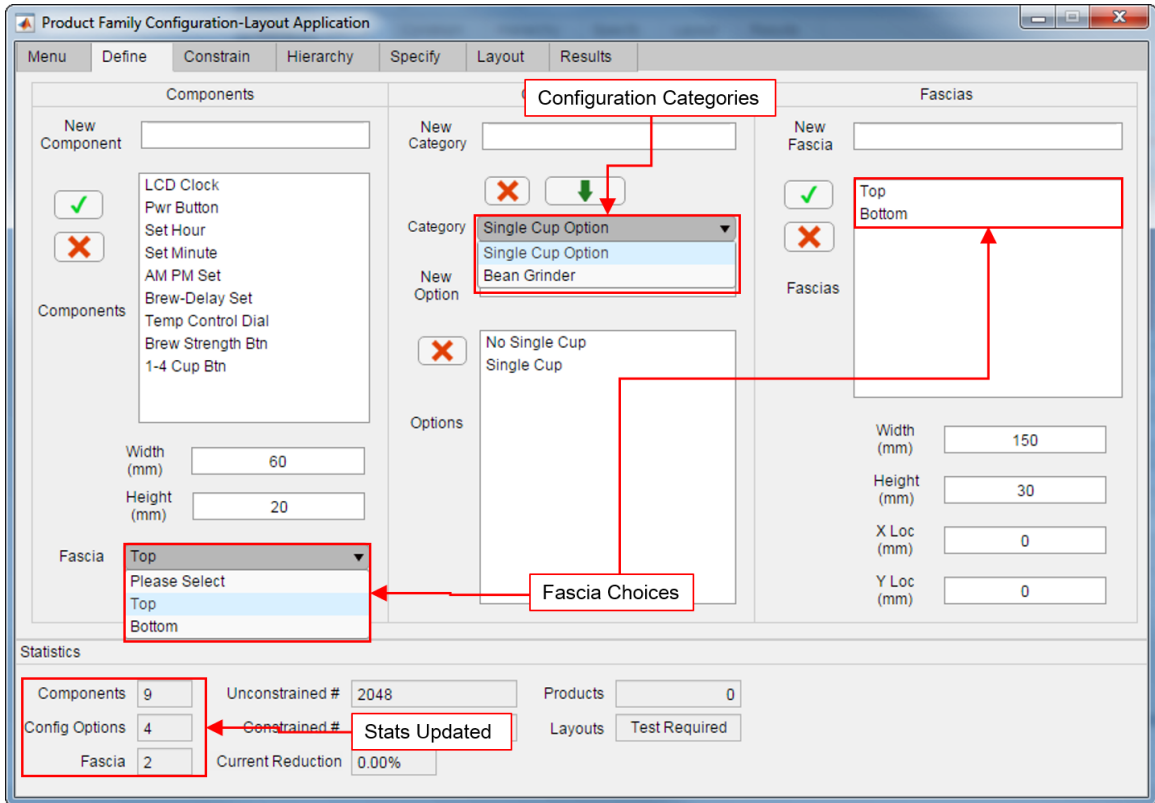 Product Family Configuration-Layout Application
Menu
Define
Constrain
Hierarchy
Specify
Layout
Results
Components
New
Component
LCD Clock
Pwr Button
Set Hour
Set Minute
AM PM Set
Brew-Delay Set
Temp Control Dial
Brew Strength Btn
1-4 Cup Btn
Components
Width
(mm)
60
Height
(mm)
20
Fascia
Top
Please Select
Top
Bottom
Configuration Categories
New
Category
Category
Single Cup Option
Single Cup Option
Bean Grinder
New
Option
No Single Cup
Single Cup
Options
Fascia Choices
Fascias
New
Fascia
Top
Bottom
Fascias
Width
(mm)
150
Height
(mm)
30
X Loc
(mm)
0
Y Loc
(mm)
0
Statistics
Components 9
Config Options 4
Fascia 2
Unconstrained # 2048
Constrained #
Stats Updated
Current Reduction 0.00%
Products 0
Layouts Test Required